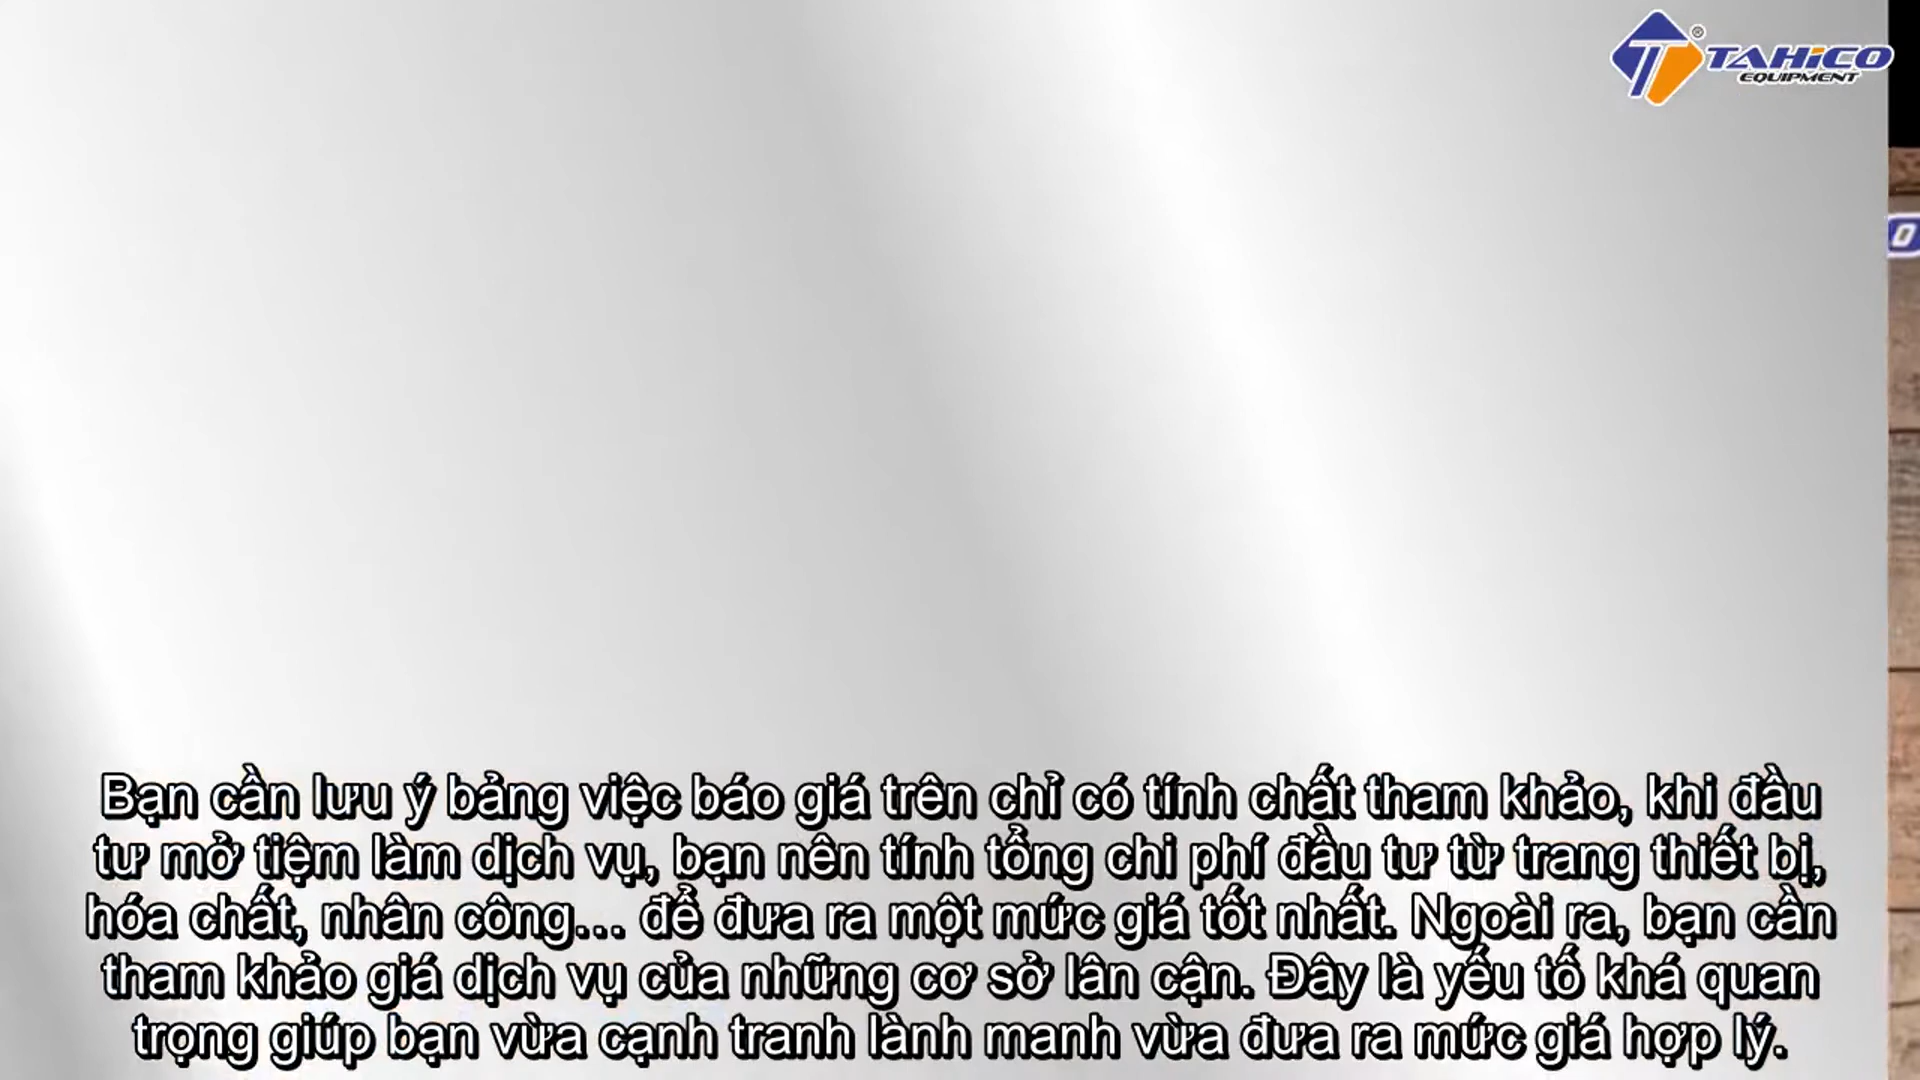 TAHICO
EQUIPMENT
Bạn cần lưu ý bảng việc báo giá trên chỉ có tính chất tham khảo, khi đầu
tư mở tiệm làm dịch vụ, bạn nên tính tổng chi phí đầu tư từ trang thiết bị,
hóa chất, nhân công... để đưa ra một mức giá tốt nhất. Ngoài ra, bạn cần
tham khảo giá dịch vụ của những cơ sở lân cận. Đây là yếu tố khá quan
trọng giúp bạn vừa cạnh tranh lành manh vừa đưa ra mức giá hợp lý.